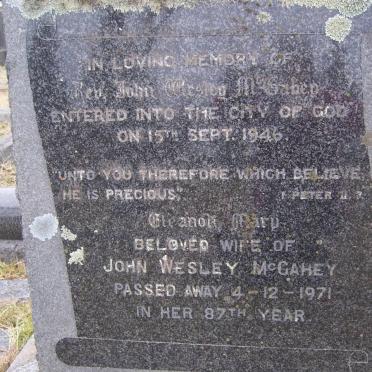 IN LOVING MEMORY OF
Rev. John Wesley McGahey
ENTERED INTO THE CITY OF GOD
ON 15TH SEPT. 1946.
"UNTO YOU THEREFORE WHICH BELIEVE,
HE IS PRECIOUS," I PETER II. 7.
Eleanor Mary
BELOVED WIFE OF
JOHN WESLEY McGAHEY
PASSED AWAY 4-12-1971
IN HER 87TH YEAR